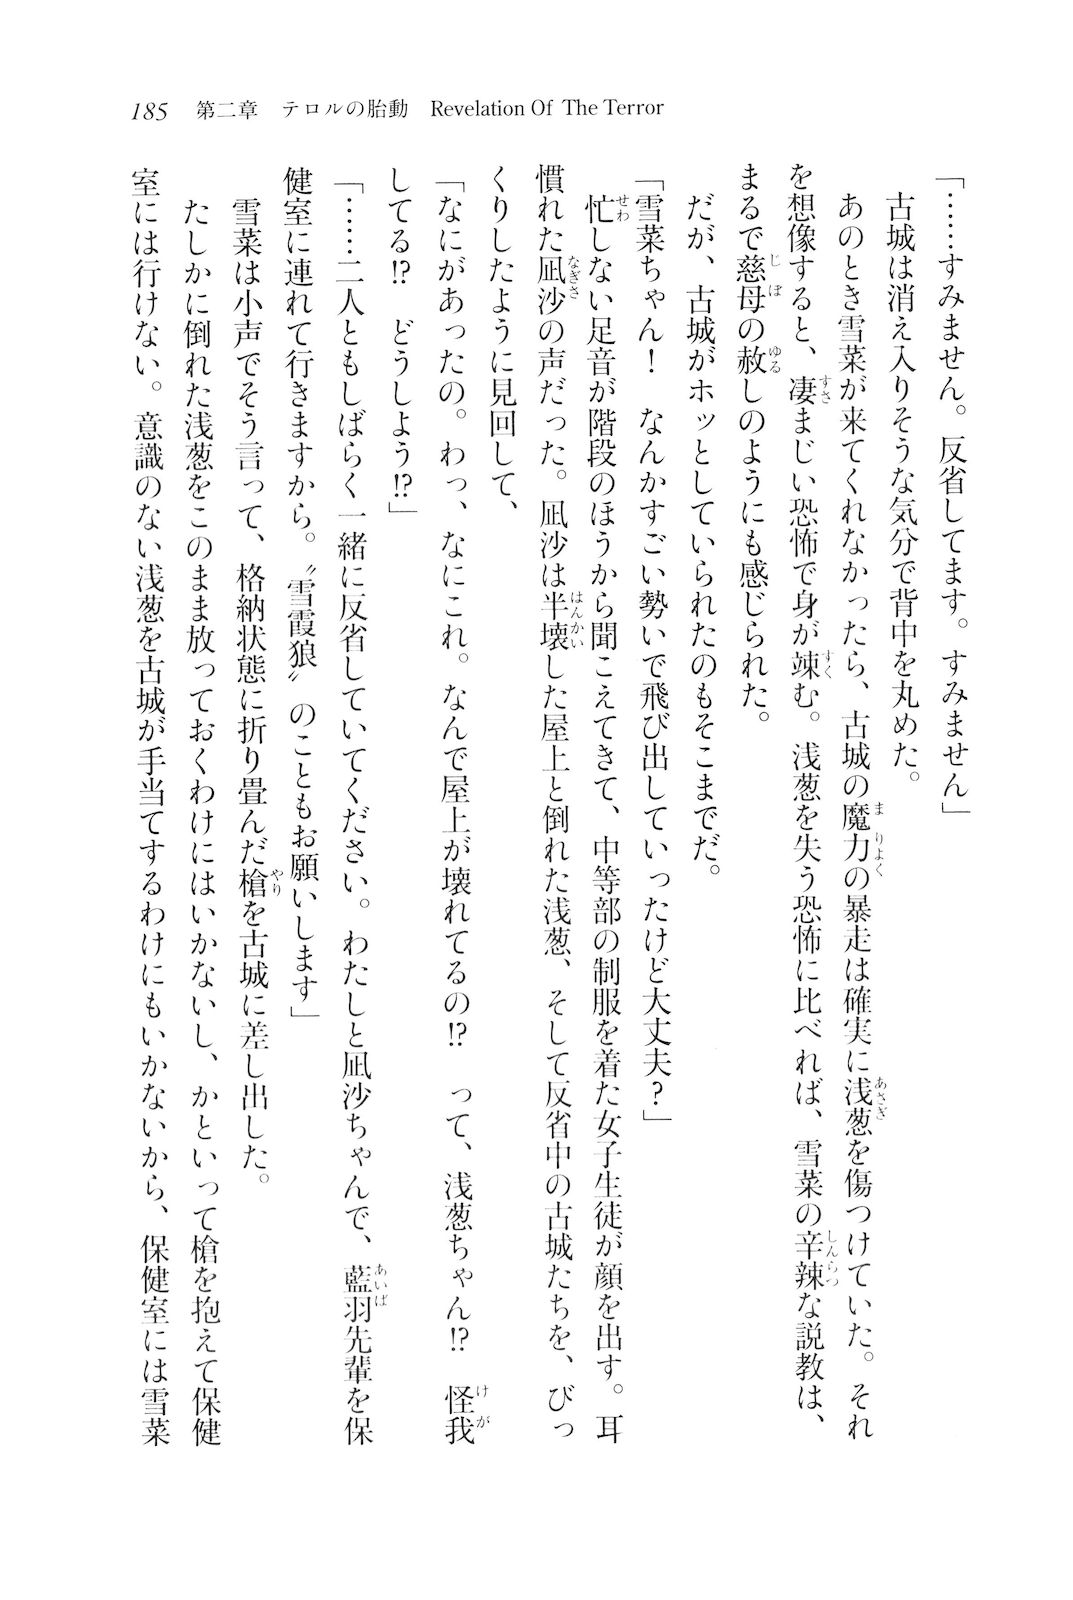 185 第二章 テロルの胎動 Revelation Of The Terror
「……すみません。反省してます。すみません」
古城は消え入りそうな気分で背中を丸めた。
あのとき雪菜が来てくれなかったら、古城の魔力の暴走は確実に浅葱を傷つけていた。それ
を想像すると、凄まじい恐怖で身が竦む。浅葱を失う恐怖に比べれば、雪菜の辛辣な説教は、
まるで慈母の赦しのようにも感じられた。
だが、古城がホッとしていられたのもそこまでだ。
「雪菜ちゃん！　なんかすごい勢いで飛び出していったけど大丈夫？」
忙しない足音が階段のほうから聞こえてきて、中等部の制服を着た女子生徒が顔を出す。耳
慣れた凪沙の声だった。凪沙は半壊した屋上と倒れた浅葱、そして反省中の古城たちを、びっ
くりしたように見回して、
「なにがあったの。わっ、なにこれ。なんで屋上が壊れてるの!?　って、浅葱ちゃん!?　怪我
してる!?　どうしよう!?」
「……二人ともしばらく一緒に反省していてください。わたしと凪沙ちゃんで、藍羽先輩を保
健室に連れて行きますから。〝雪霞狼〟のこともお願いします」
雪菜は小声でそう言って、格納状態に折り畳んだ槍を古城に差し出した。
たしかに倒れた浅葱をこのまま放っておくわけにはいかないし、かといって槍を抱えて保健
室には行けない。意識のない浅葱を古城が手当てするわけにもいかないから、保健室には雪菜